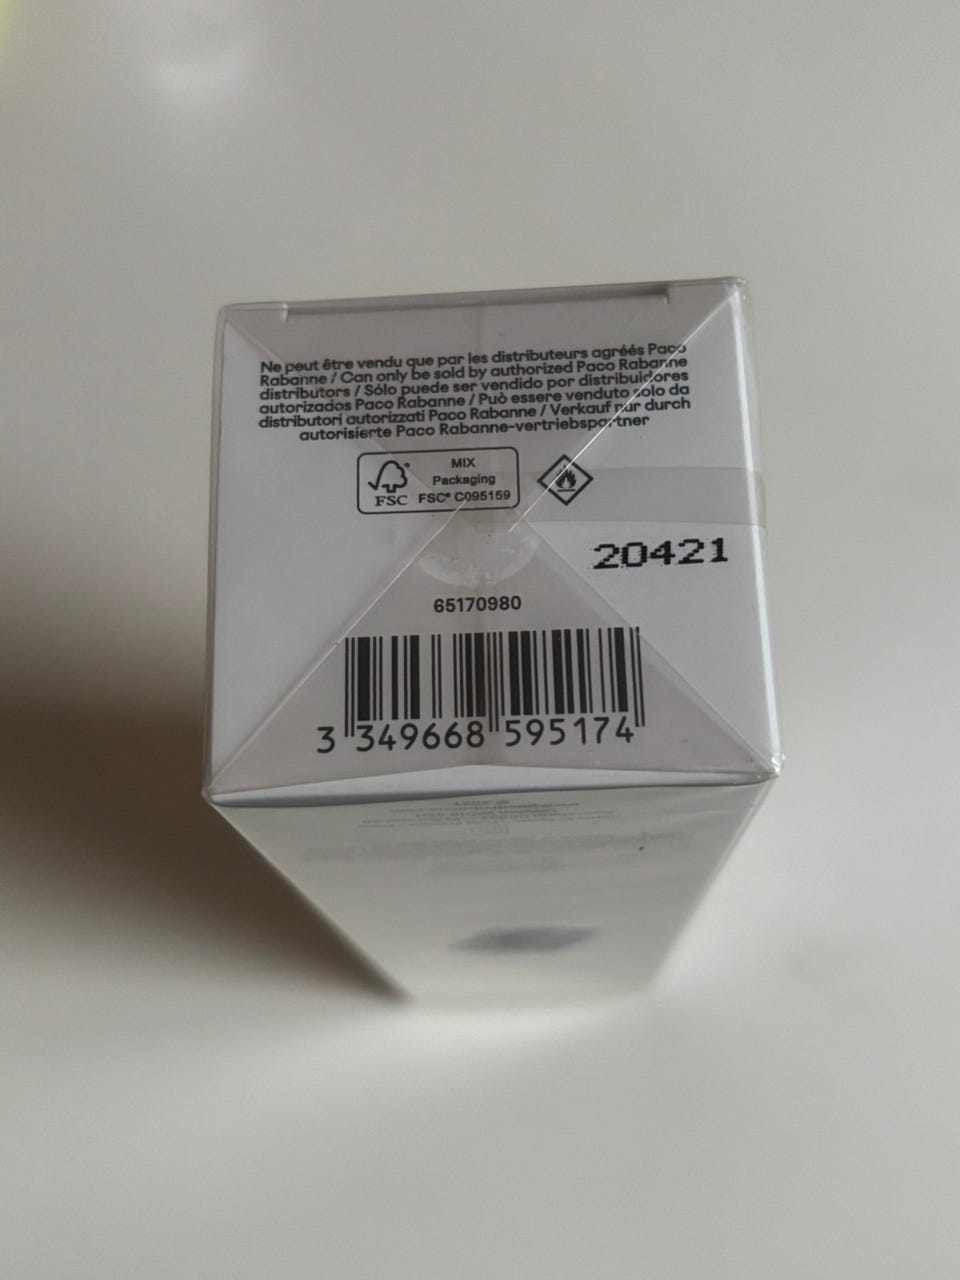 Ne peut être vendu que par les distributeurs agréés Paco
Rabanne / Can only be sold by authorized Paco Rabanne
distributors / Sólo puede ser vendido por distribuidores
autorizados Paco Rabanne / Può essere venduto solo da
distributori autorizzati Paco Rabanne / Verkauf nur durch
autorisierte Paco Rabanne-vertriebspartner
MIX
Packaging
FSC® C095159
FSC
20421
65170980
3 349668 595174
© 2021